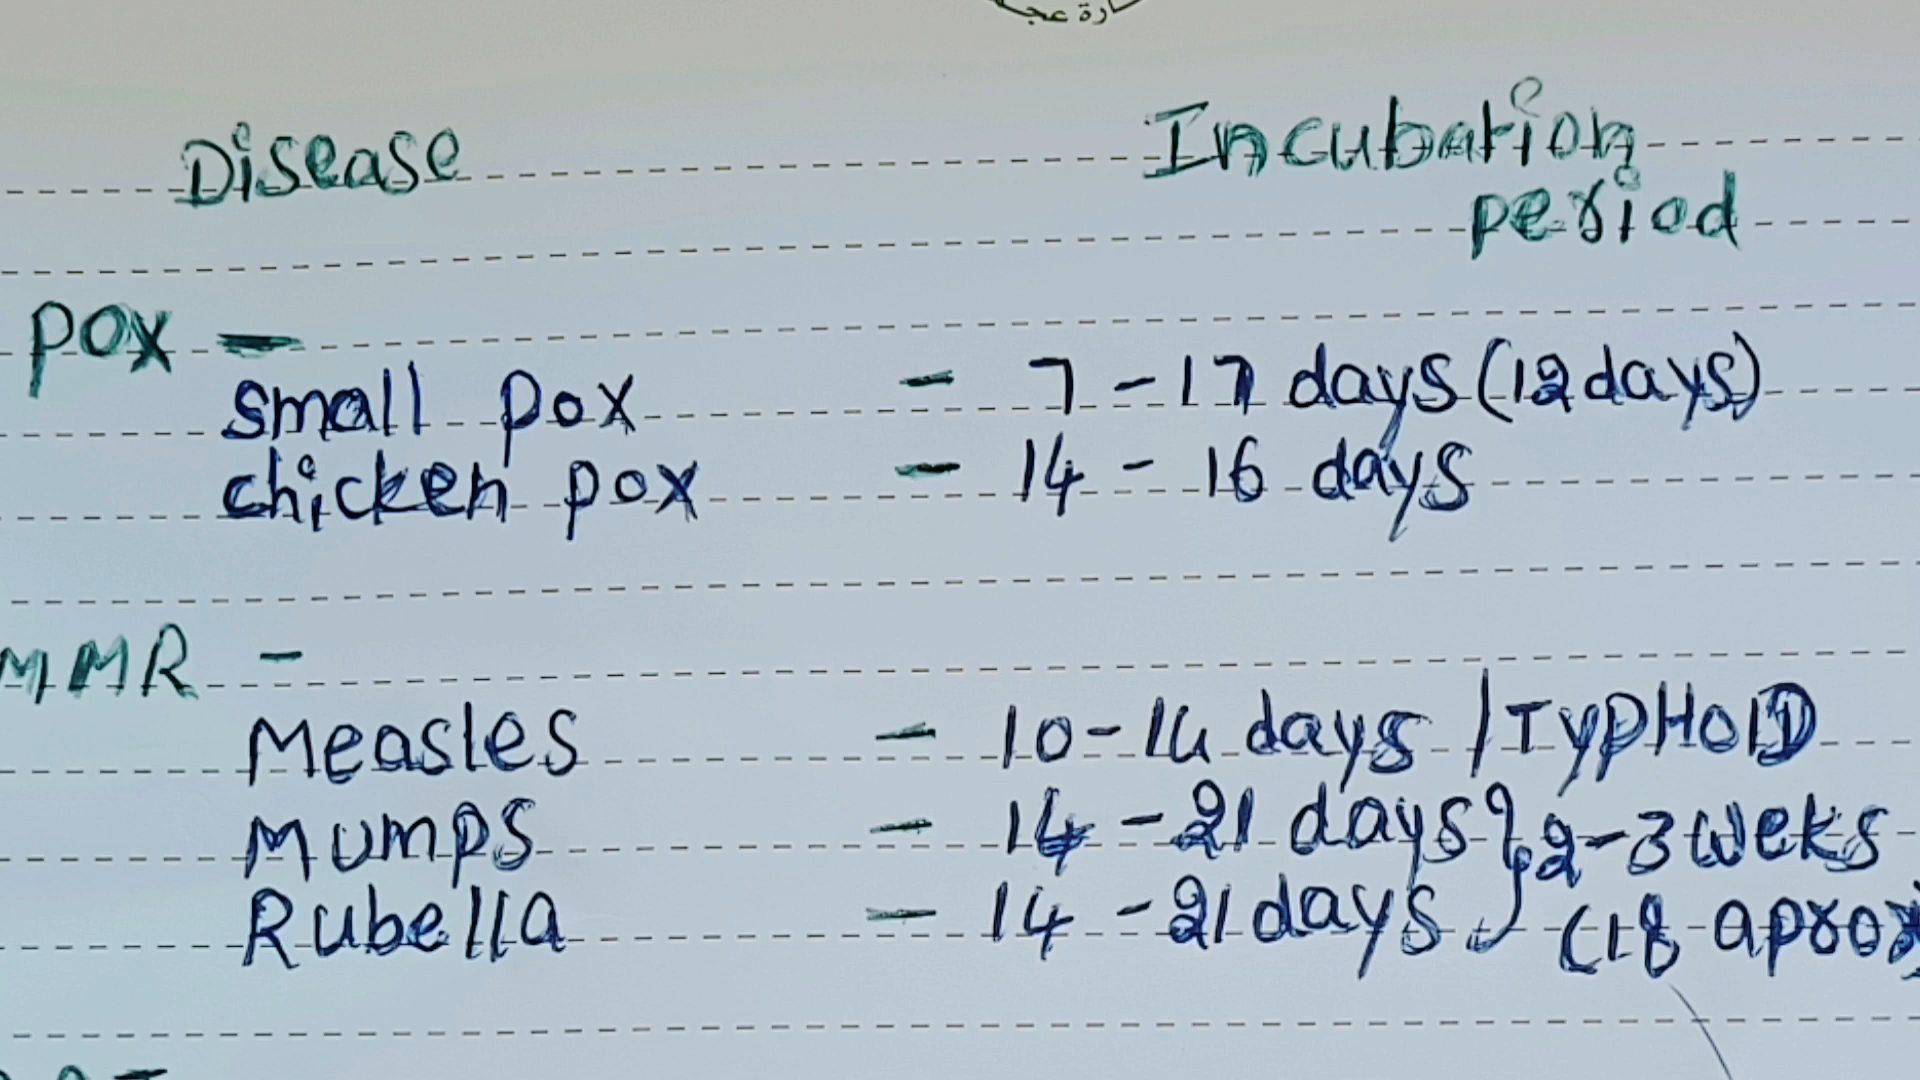 Disease Incubation
period
POX -
small pox - 7-17 days (12 days)
chicken pox - 14 - 16 days
MMR -
Measles - 10-14 days / TypHoID
Mumps - 14 - 21 days } 2-3 weks
Rubella - 14 - 21 days } (18 aprox)